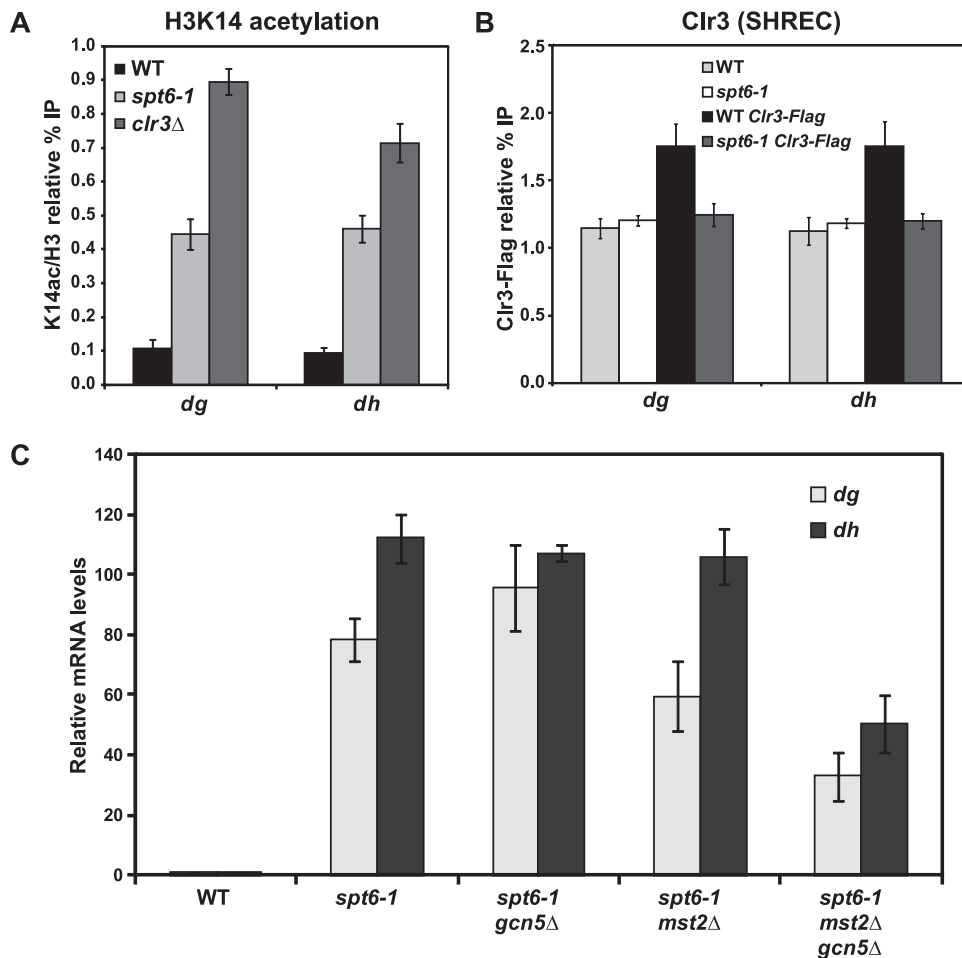 A
H3K14 acetylation
K14ac/H3 relative % IP
1.0
0.9
0.8
0.7
0.6
0.5
0.4
0.3
0.2
0.1
0.0
WT
spt6-1
clr3Δ
dg
dh
B
Clr3 (SHREC)
Clr3-Flag relative % IP
2.5
2.0
1.5
1.0
0.5
0.0
WT
spt6-1
WT Clr3-Flag
spt6-1 Clr3-Flag
dg
dh
C
Relative mRNA levels
140
120
100
80
60
40
20
0
dg
dh
WT
spt6-1
spt6-1
gcn5Δ
spt6-1
mst2Δ
spt6-1
mst2Δ
gcn5Δ